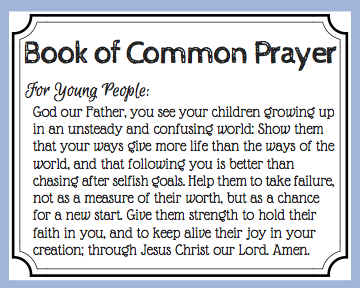 Book of Common Prayer
For Young People:
God our Father, you see your children growing up
in an unsteady and confusing world: Show them
that your ways give more life than the ways of the
world, and that following you is better than
chasing after selfish goals. Help them to take failure,
not as a measure of their worth, but as a chance
for a new start. Give them strength to hold their
faith in you, and to keep alive their joy in your
creation; through Jesus Christ our Lord. Amen.